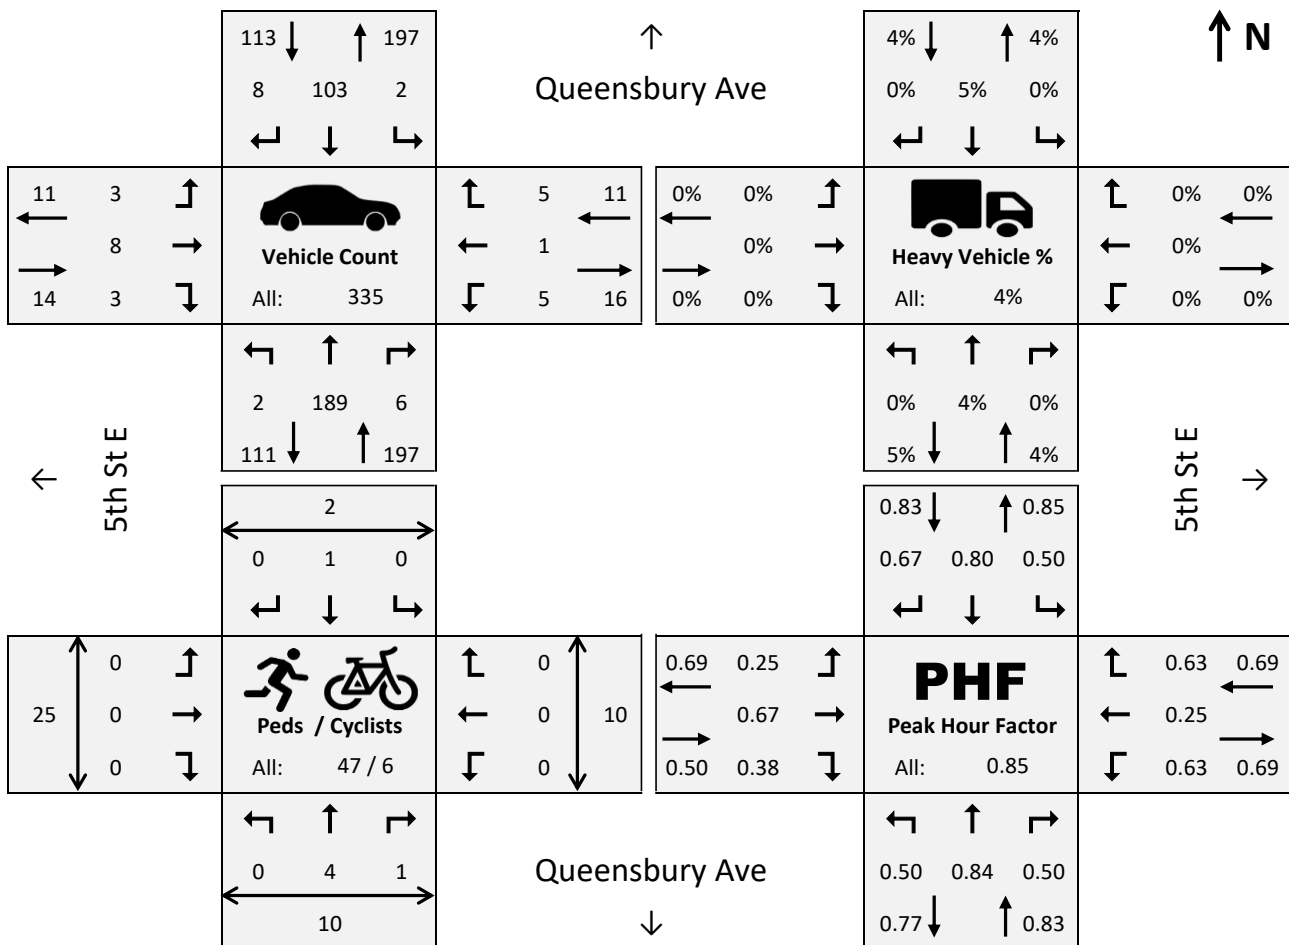 113 197 4% 4% N
Queensbury Ave
8 103 2 0% 5% 0%
11 3 5 11 0% 0% 0% 0%
8 1 0% 0%
Vehicle Count Heavy Vehicle %
14 3 All: 335 5 16 0% 0% All: 4% 0% 0%
2 189 6 0% 4% 0%
111 197 5% 4%
5th St E 5th St E
2 0.83 0.85
0 1 0 0.67 0.80 0.50
0 0 0.69 0.25 PHF 0.63 0.69
25 0 0 10 0.67 0.25
Peds / Cyclists Peak Hour Factor
0 All: 47 / 6 0 0.50 0.38 All: 0.85 0.63 0.69
0 4 1 Queensbury Ave 0.50 0.84 0.50
10 0.77 0.83